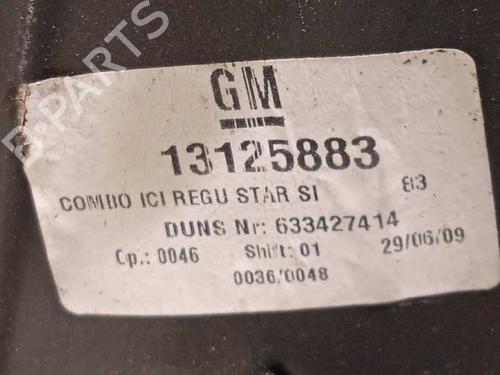 B-PARTS
GM
13125883
COMBO ICI REGU STAR SI 83
DUNS Nr: 633427414
Op.: 0046 Shift: 01 29/06/09
0036/0048